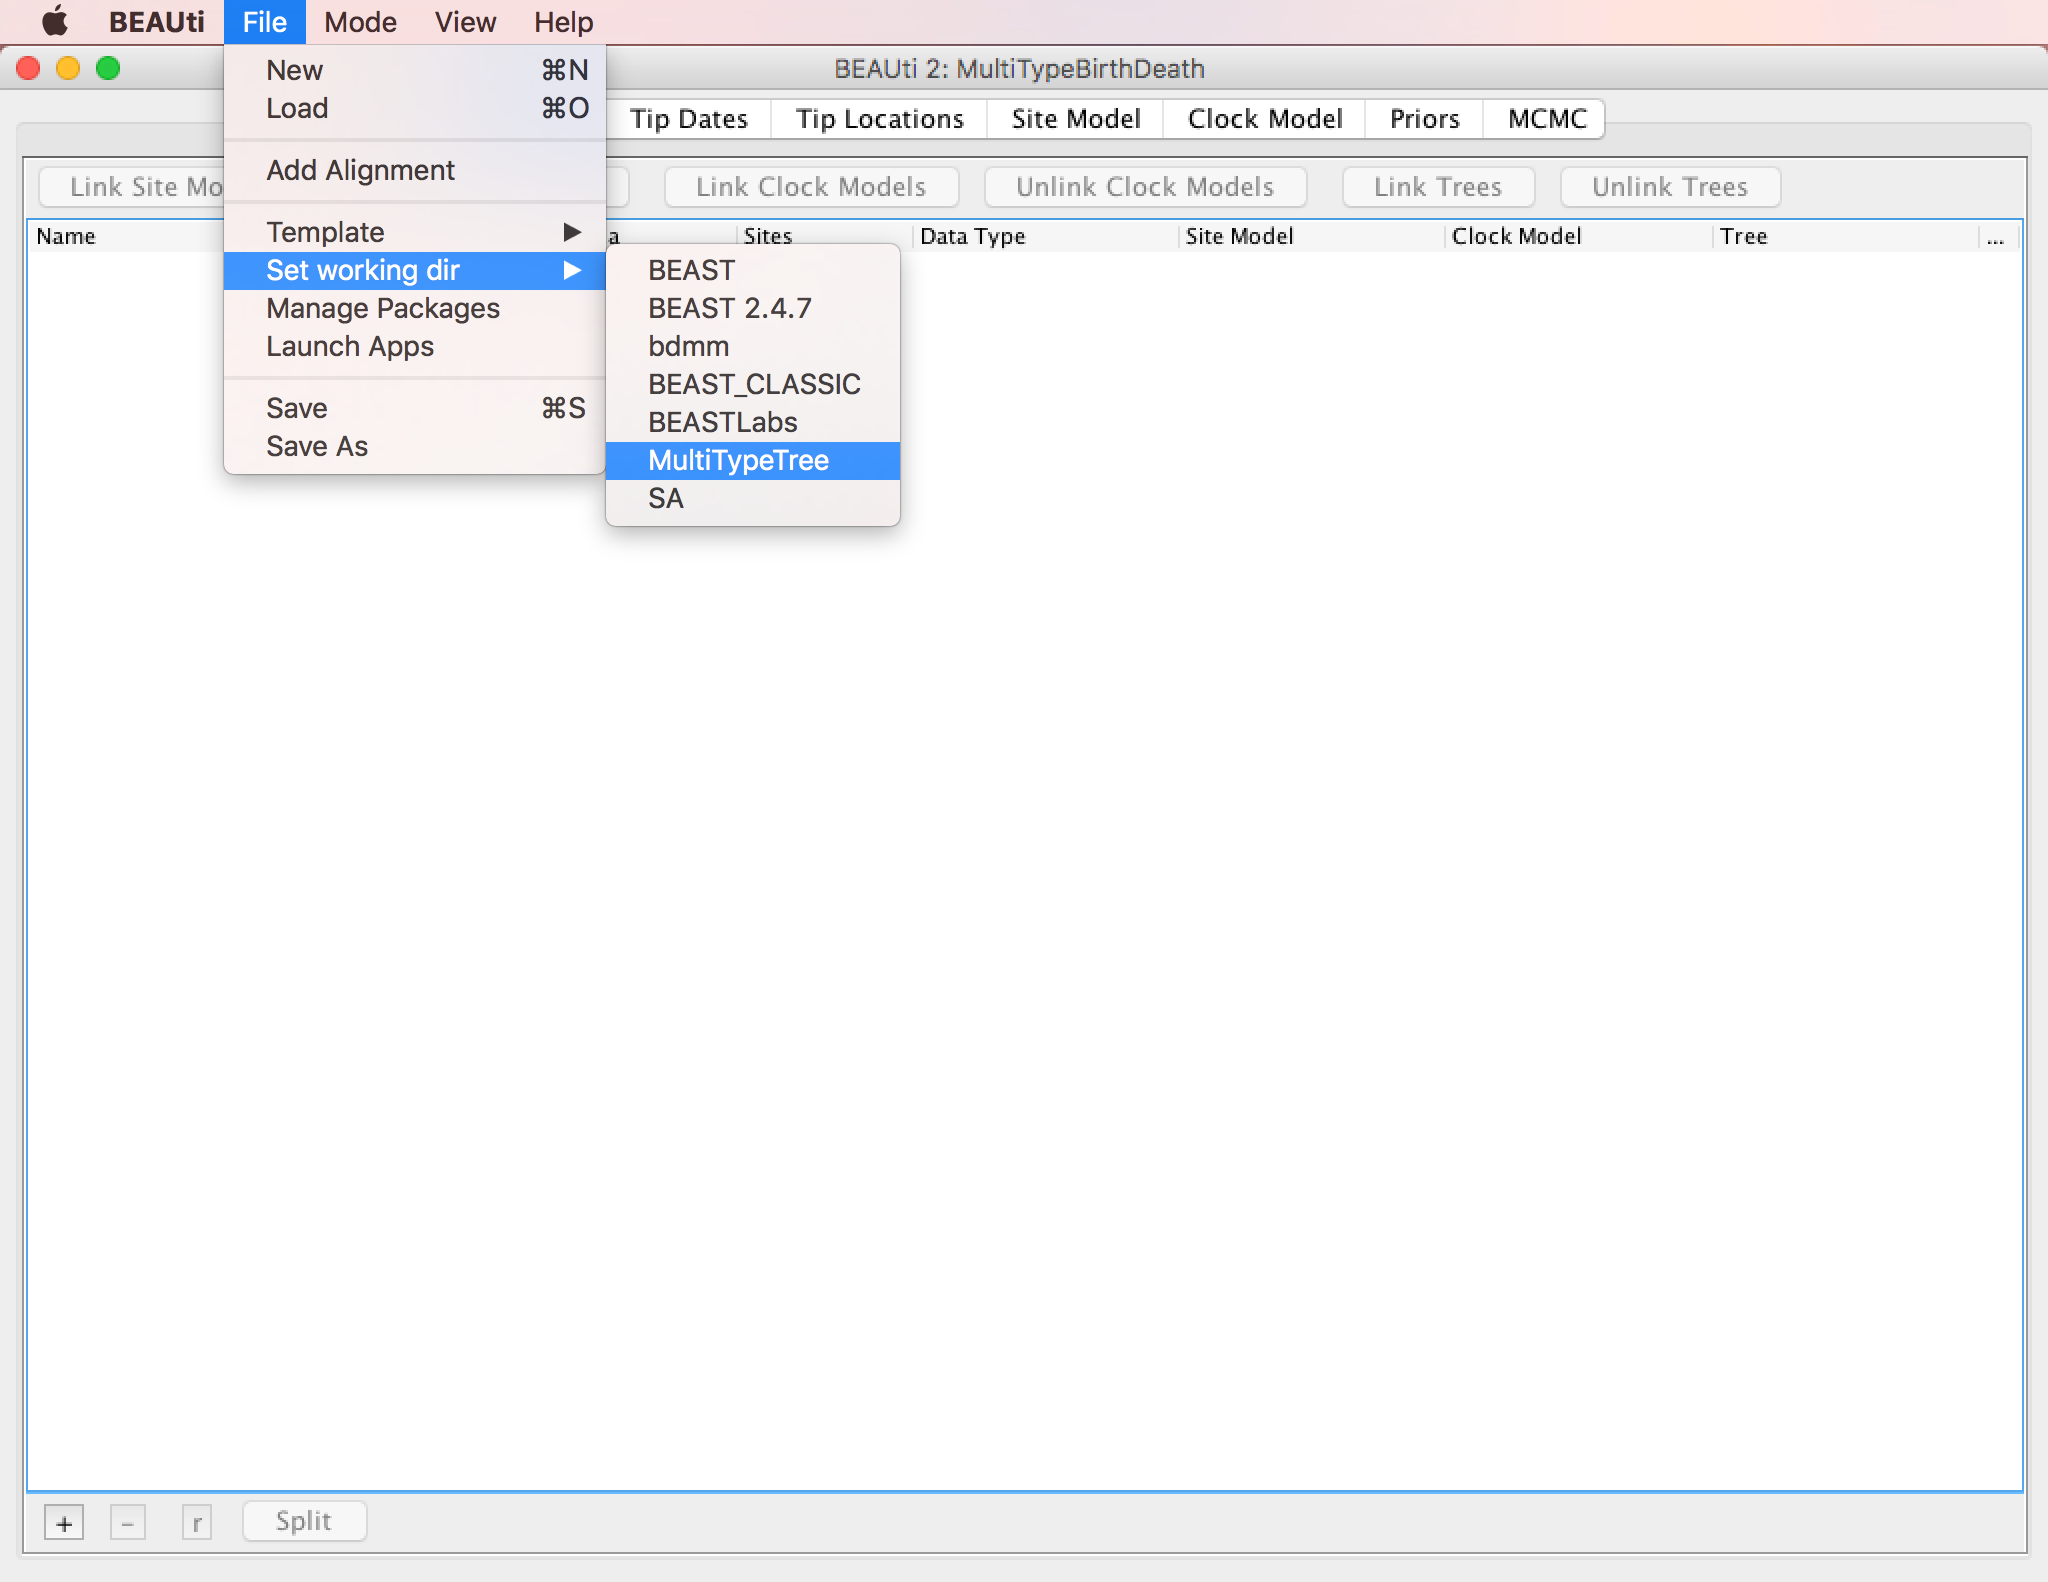 BEAUti File Mode View Help
BEAUti 2: MultiTypeBirthDeath
New ⌘N
Load ⌘O
Add Alignment
Template ▶
Set working dir ▶
Manage Packages
Launch Apps
Save ⌘S
Save As
BEAST
BEAST 2.4.7
bdmm
BEAST_CLASSIC
BEASTLabs
MultiTypeTree
SA
Tip Dates Tip Locations Site Model Clock Model Priors MCMC
Link Site Mo Link Clock Models Unlink Clock Models Link Trees Unlink Trees
Name a Sites Data Type Site Model Clock Model Tree ...
+ - r Split